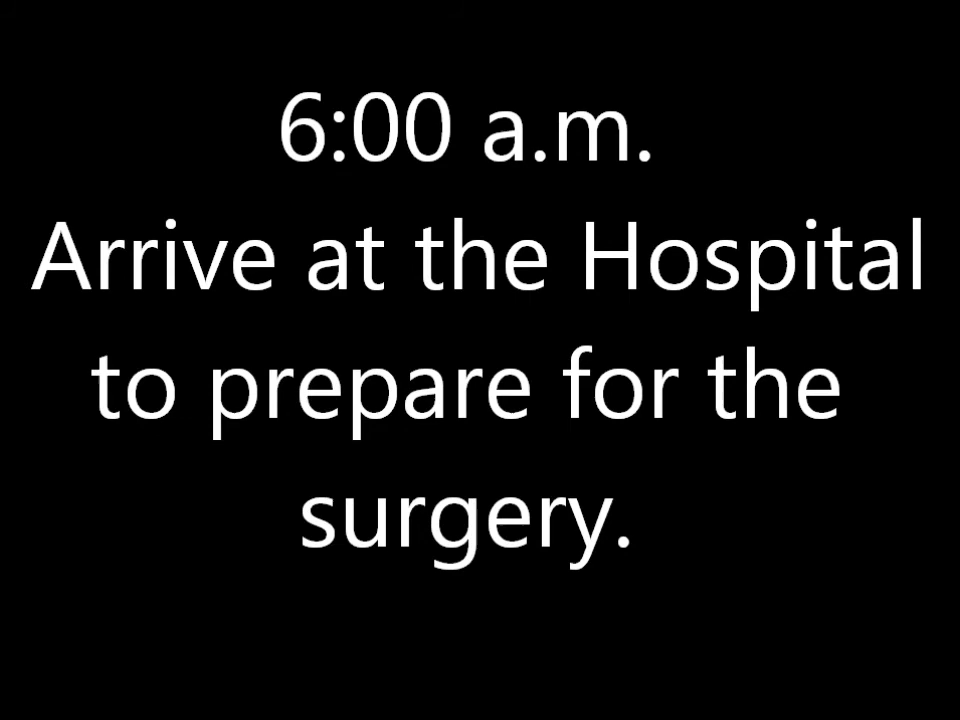 6:00 a.m.
Arrive at the Hospital
to prepare for the
surgery.